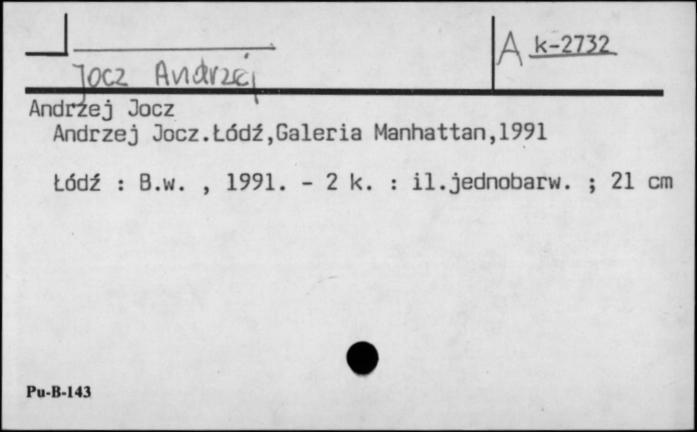 A k-2732
Jocz Andrzej
Andrzej Jocz
Andrzej Jocz.Łódź,Galeria Manhattan,1991
Łódź : B.w. , 1991. - 2 k. : il.jednobarw. ; 21 cm
Pu-B-143